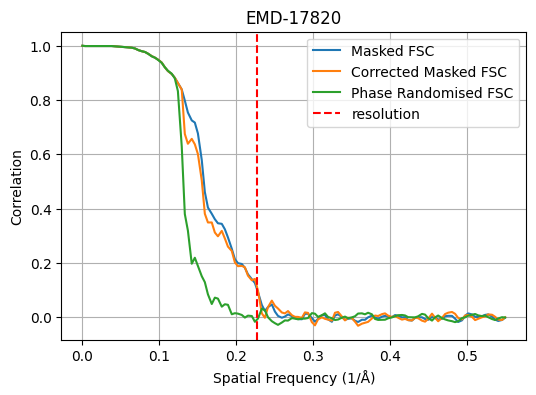 EMD-17820
Masked FSC
Corrected Masked FSC
Phase Randomised FSC
resolution
Correlation
1.0
0.8
0.6
0.4
0.2
0.0
0.0 0.1 0.2 0.3 0.4 0.5
Spatial Frequency (1/Å)